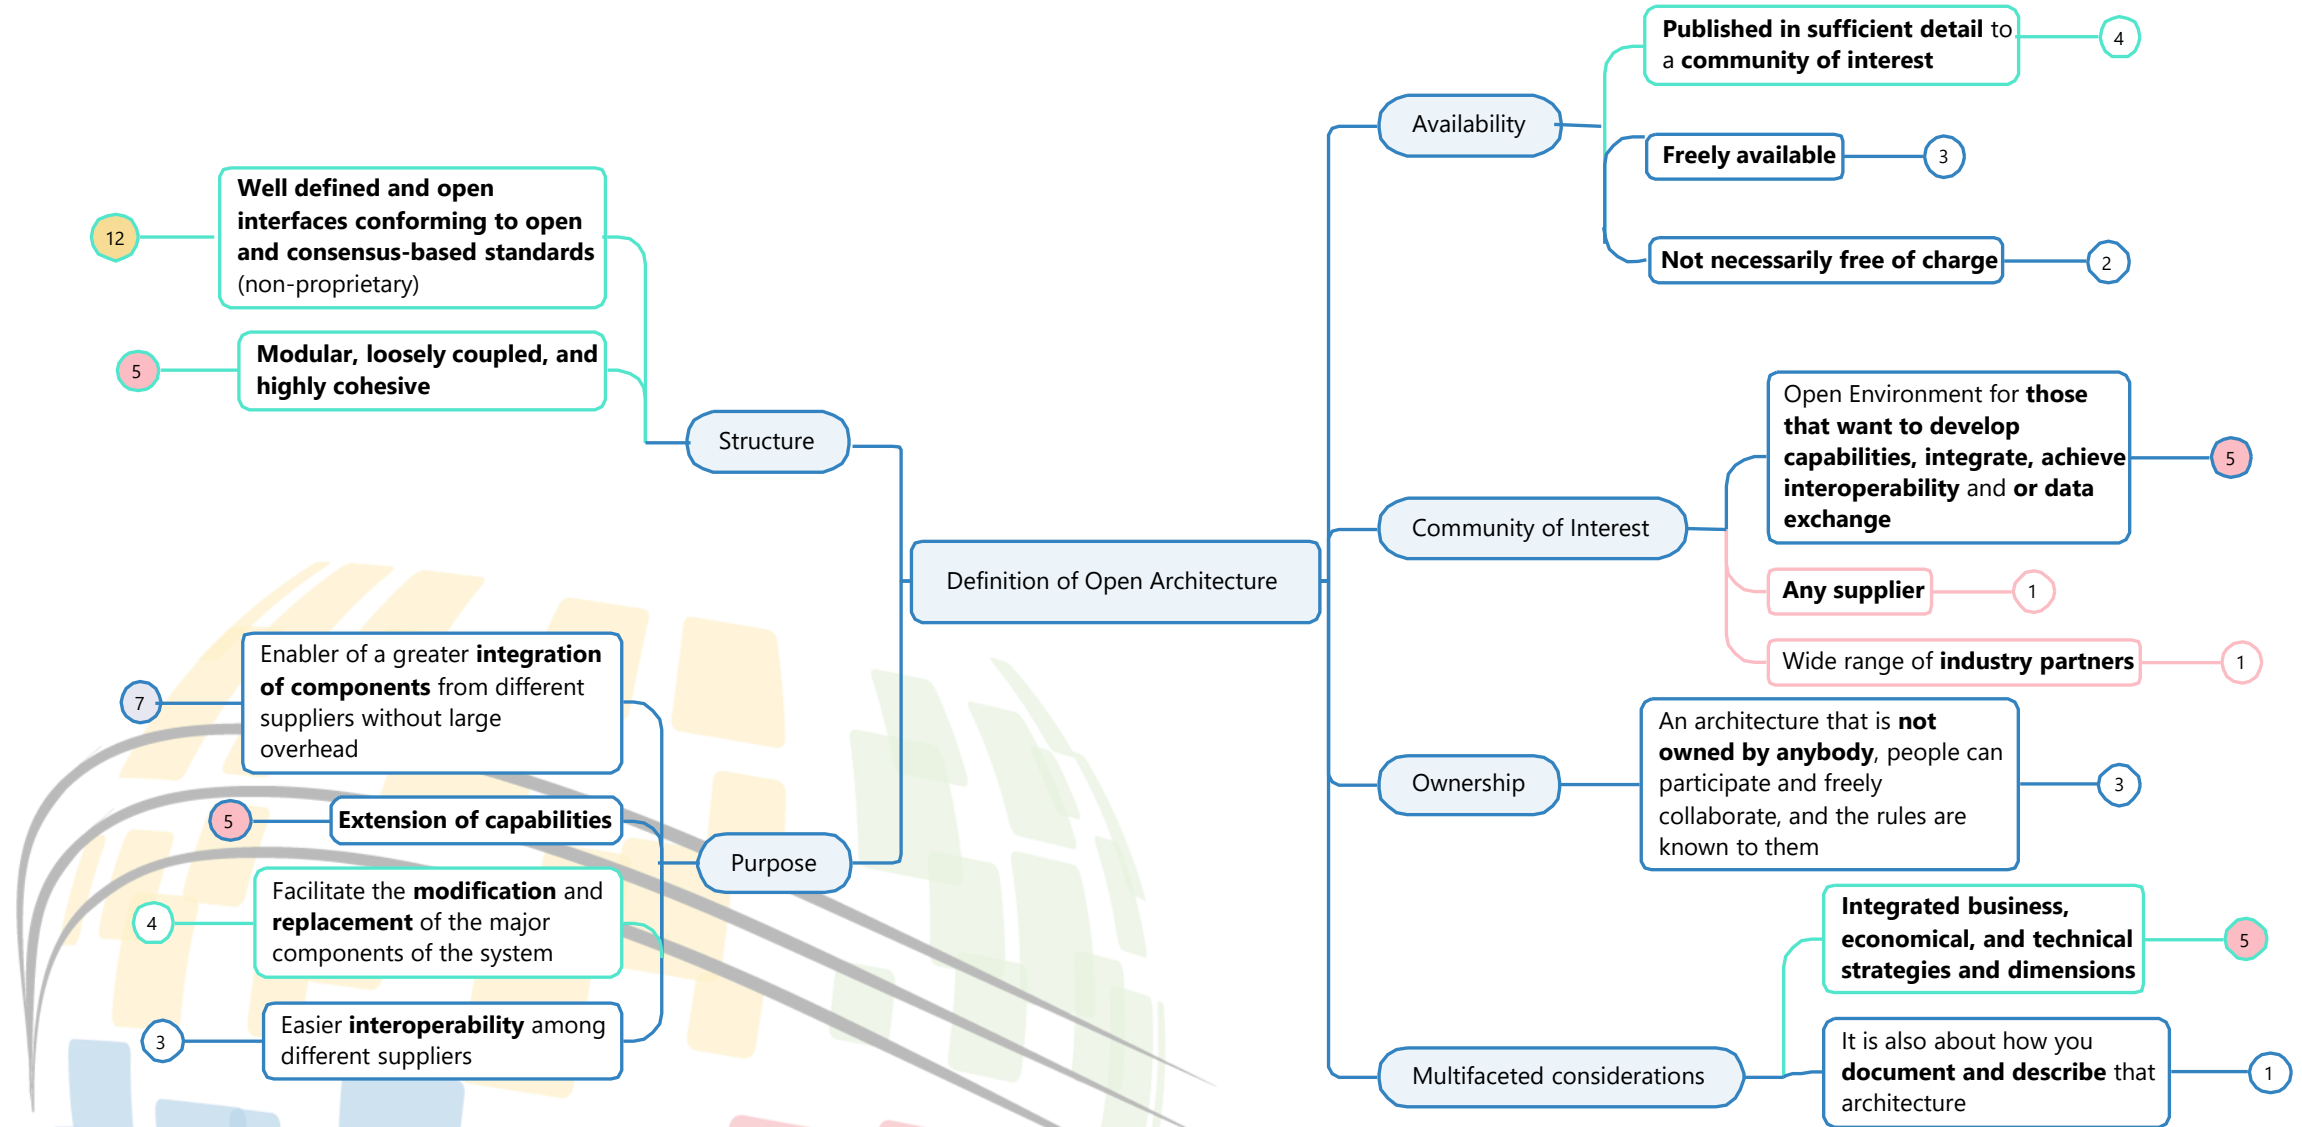 Well defined and open
interfaces conforming to open
and consensus-based standards
(non-proprietary)
12
Modular, loosely coupled, and
highly cohesive
5
Structure
Enabler of a greater integration
of components from different
suppliers without large
overhead
7
Extension of capabilities
5
Purpose
Facilitate the modification and
replacement of the major
components of the system
4
Easier interoperability among
different suppliers
3
Definition of Open Architecture
Availability
Published in sufficient detail to
a community of interest
4
Freely available
3
Not necessarily free of charge
2
Community of Interest
Open Environment for those
that want to develop
capabilities, integrate, achieve
interoperability and or data
exchange
5
Any supplier
1
Wide range of industry partners
1
Ownership
An architecture that is not
owned by anybody, people can
participate and freely
collaborate, and the rules are
known to them
3
Multifaceted considerations
Integrated business,
economical, and technical
strategies and dimensions
5
It is also about how you
document and describe that
architecture
1